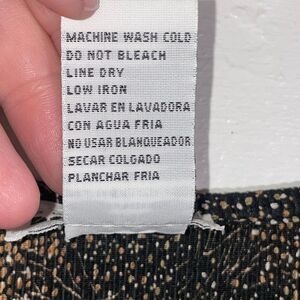 MACHINE WASH COLD
DO NOT BLEACH
LINE DRY
LOW IRON
LAVAR EN LAVADORA
CON AGUA FRIA
NO USAR BLANQUEADOR
SECAR COLGADO
PLANCHAR FRIA